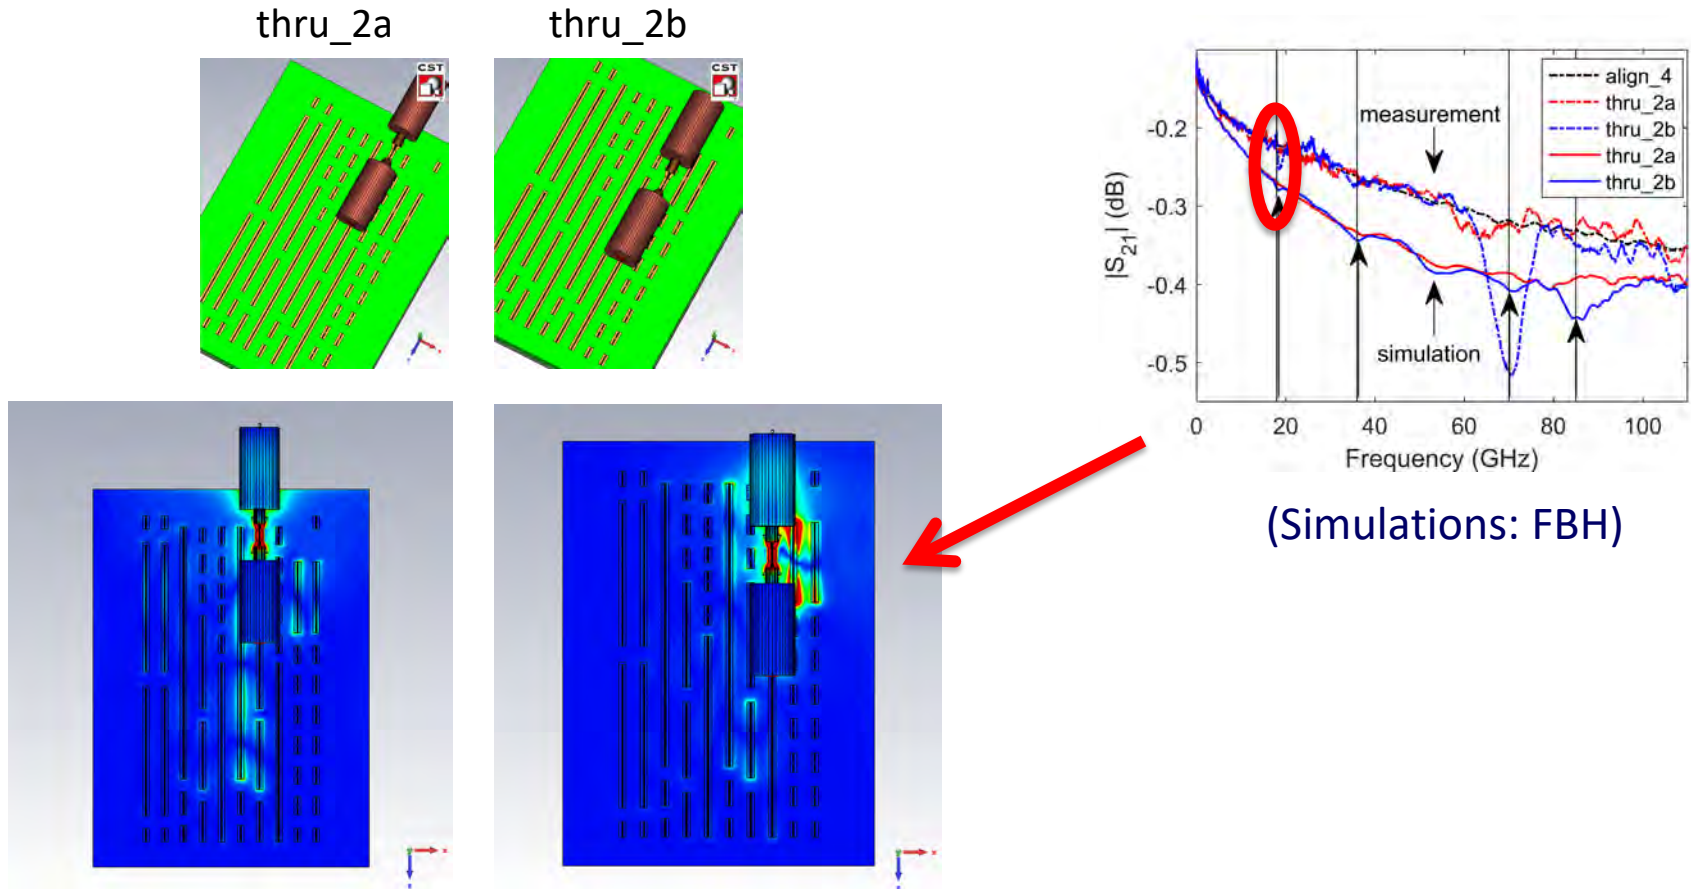 thru_2a
thru_2b
CST
CST
-0.2
-0.3
-0.4
-0.5
|S21| (dB)
0
20
40
60
80
100
Frequency (GHz)
measurement
simulation
align_4
thru_2a
thru_2b
thru_2a
thru_2b
(Simulations: FBH)